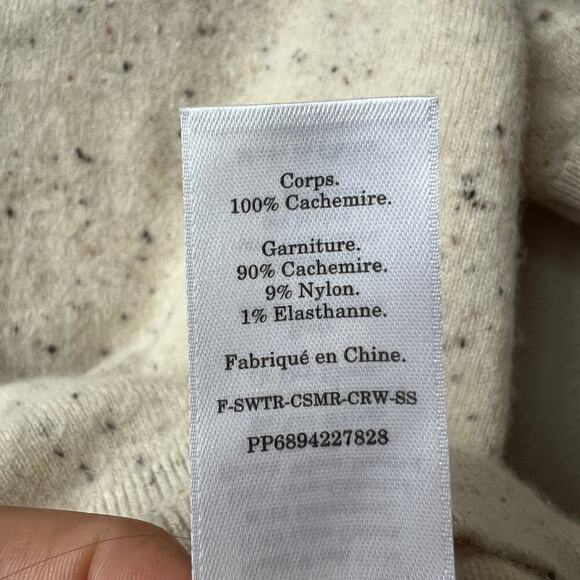 Corps.
100% Cachemire.
Garniture.
90% Cachemire.
9% Nylon.
1% Elasthanne.
Fabriqué en Chine.
F-SWTR-CSMR-CRW-SS
PP6894227828